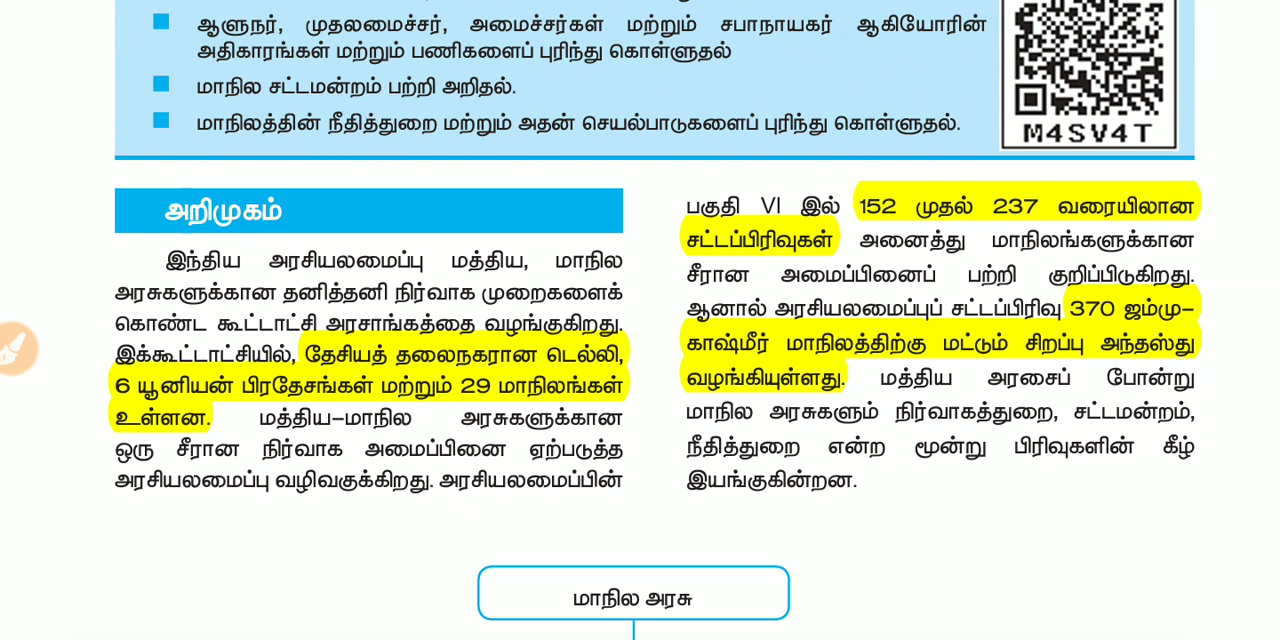 ஆளுநர், முதலமைச்சர், அமைச்சர்கள் மற்றும் சபாநாயகர் ஆகியோரின்
அதிகாரங்கள் மற்றும் பணிகளைப் புரிந்து கொள்ளுதல்
மாநில சட்டமன்றம் பற்றி அறிதல்.
மாநிலத்தின் நீதித்துறை மற்றும் அதன் செயல்பாடுகளைப் புரிந்து கொள்ளுதல்.
M4SV4T
அறிமுகம்
இந்திய அரசியலமைப்பு மத்திய, மாநில
அரசுகளுக்கான தனித்தனி நிர்வாக முறைகளைக்
கொண்ட கூட்டாட்சி அரசாங்கத்தை வழங்குகிறது.
இக்கூட்டாட்சியில், தேசியத் தலைநகரான டெல்லி,
6 யூனியன் பிரதேசங்கள் மற்றும் 29 மாநிலங்கள்
உள்ளன. மத்திய–மாநில அரசுகளுக்கான
ஒரு சீரான நிர்வாக அமைப்பினை ஏற்படுத்த
அரசியலமைப்பு வழிவகுக்கிறது. அரசியலமைப்பின்
பகுதி VI இல் 152 முதல் 237 வரையிலான
சட்டப்பிரிவுகள் அனைத்து மாநிலங்களுக்கான
சீரான அமைப்பினைப் பற்றி குறிப்பிடுகிறது.
ஆனால் அரசியலமைப்புப் சட்டப்பிரிவு 370 ஜம்மு–
காஷ்மீர் மாநிலத்திற்கு மட்டும் சிறப்பு அந்தஸ்து
வழங்கியுள்ளது. மத்திய அரசைப் போன்று
மாநில அரசுகளும் நிர்வாகத்துறை, சட்டமன்றம்,
நீதித்துறை என்ற மூன்று பிரிவுகளின் கீழ்
இயங்குகின்றன.
மாநில அரசு